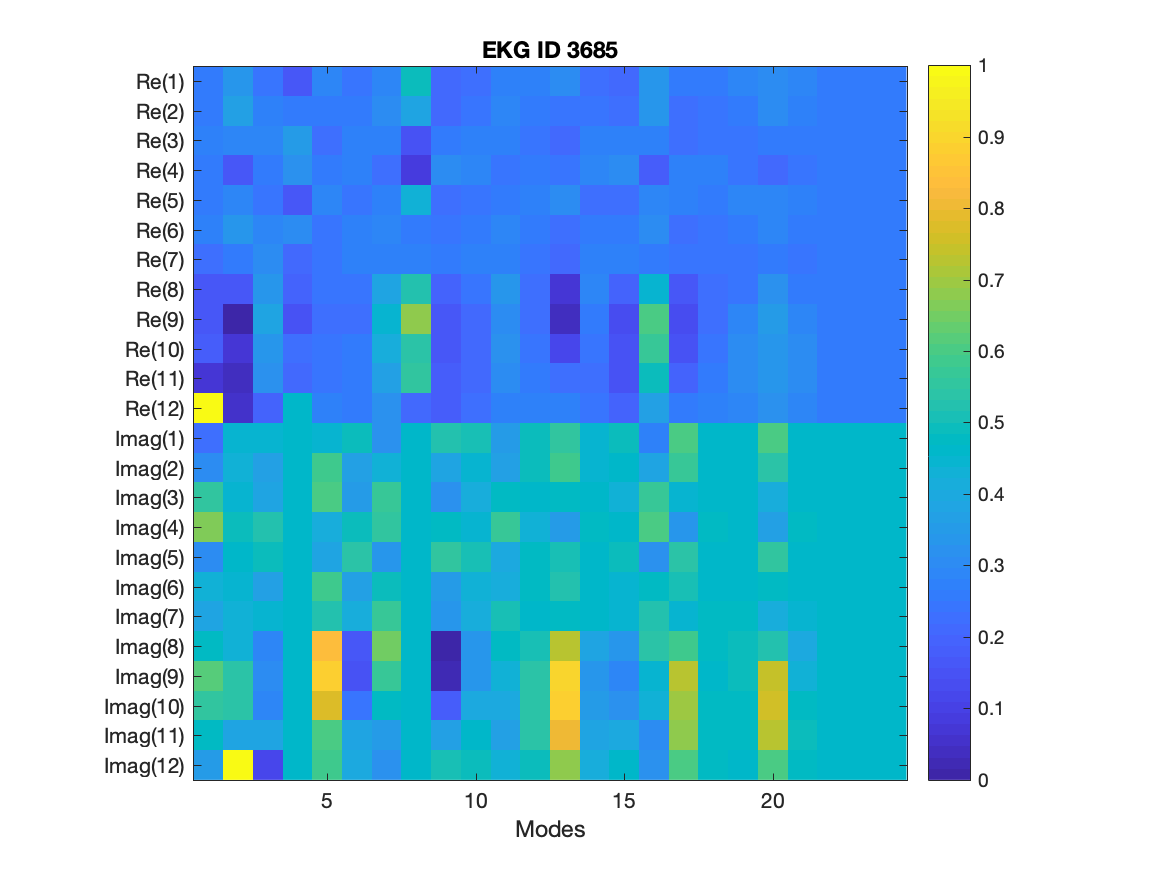 EKG ID 3685
Re(1)
Re(2)
Re(3)
Re(4)
Re(5)
Re(6)
Re(7)
Re(8)
Re(9)
Re(10)
Re(11)
Re(12)
Imag(1)
Imag(2)
Imag(3)
Imag(4)
Imag(5)
Imag(6)
Imag(7)
Imag(8)
Imag(9)
Imag(10)
Imag(11)
Imag(12)
5 10 15 20
Modes
1
0.9
0.8
0.7
0.6
0.5
0.4
0.3
0.2
0.1
0